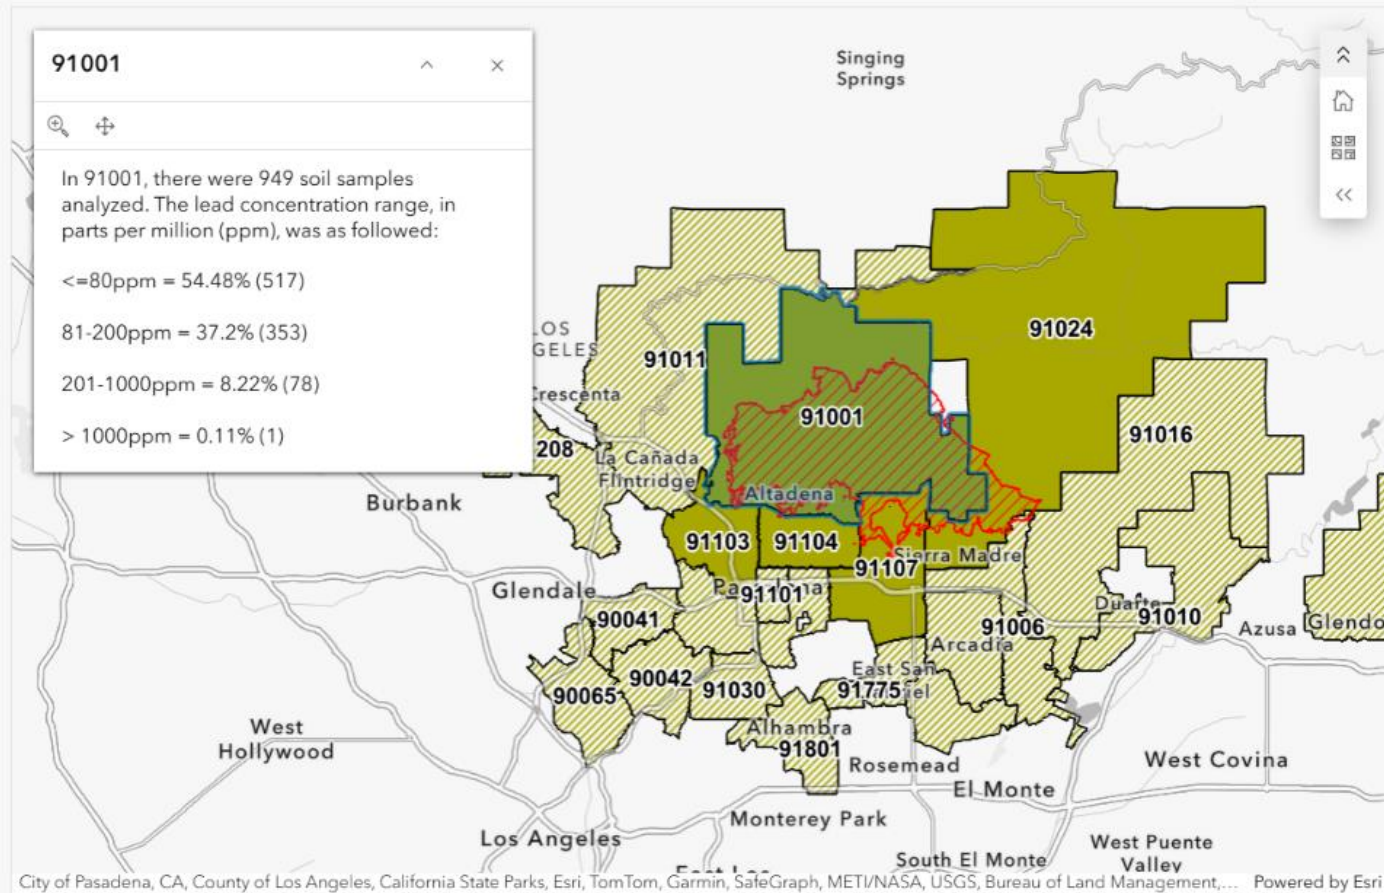 91001
In 91001, there were 949 soil samples
analyzed. The lead concentration range, in
parts per million (ppm), was as followed:
<=80ppm = 54.48% (517)
81-200ppm = 37.2% (353)
201-1000ppm = 8.22% (78)
> 1000ppm = 0.11% (1)
Singing
Springs
LOS
GELES
91011
91024
Crescenta
91001
91016
208
La Cañada
Flintridge
Altadena
Burbank
91103
91104
Sierra Madre
91107
Glendale
91101
Duarte
91010
90041
91006
Azusa
Glendo
Arcadia
East San
90042
91030
91775
iel
90065
West
Hollywood
Alhambra
91801
Rosemead
West Covina
El Monte
Monterey Park
Los Angeles
West Puente
Valley
South El Monte
East Los
City of Pasadena, CA, County of Los Angeles, California State Parks, Esri, TomTom, Garmin, SafeGraph, METI/NASA, USGS, Bureau of Land Management,... Powered by Esri